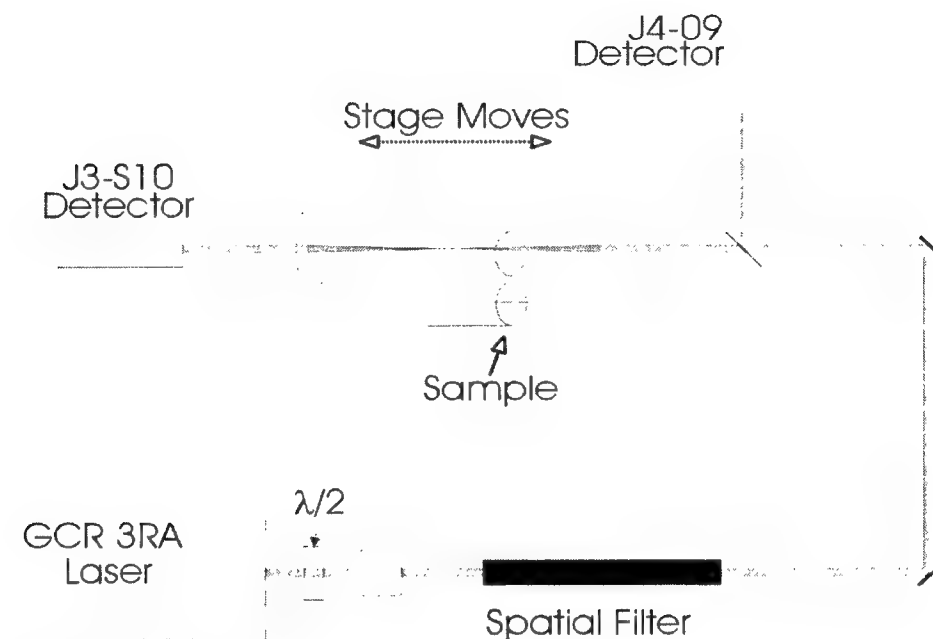 J4-09
Detector
Stage Moves
J3-S10
Detector
Sample
λ/2
GCR 3RA
Laser
Spatial Filter